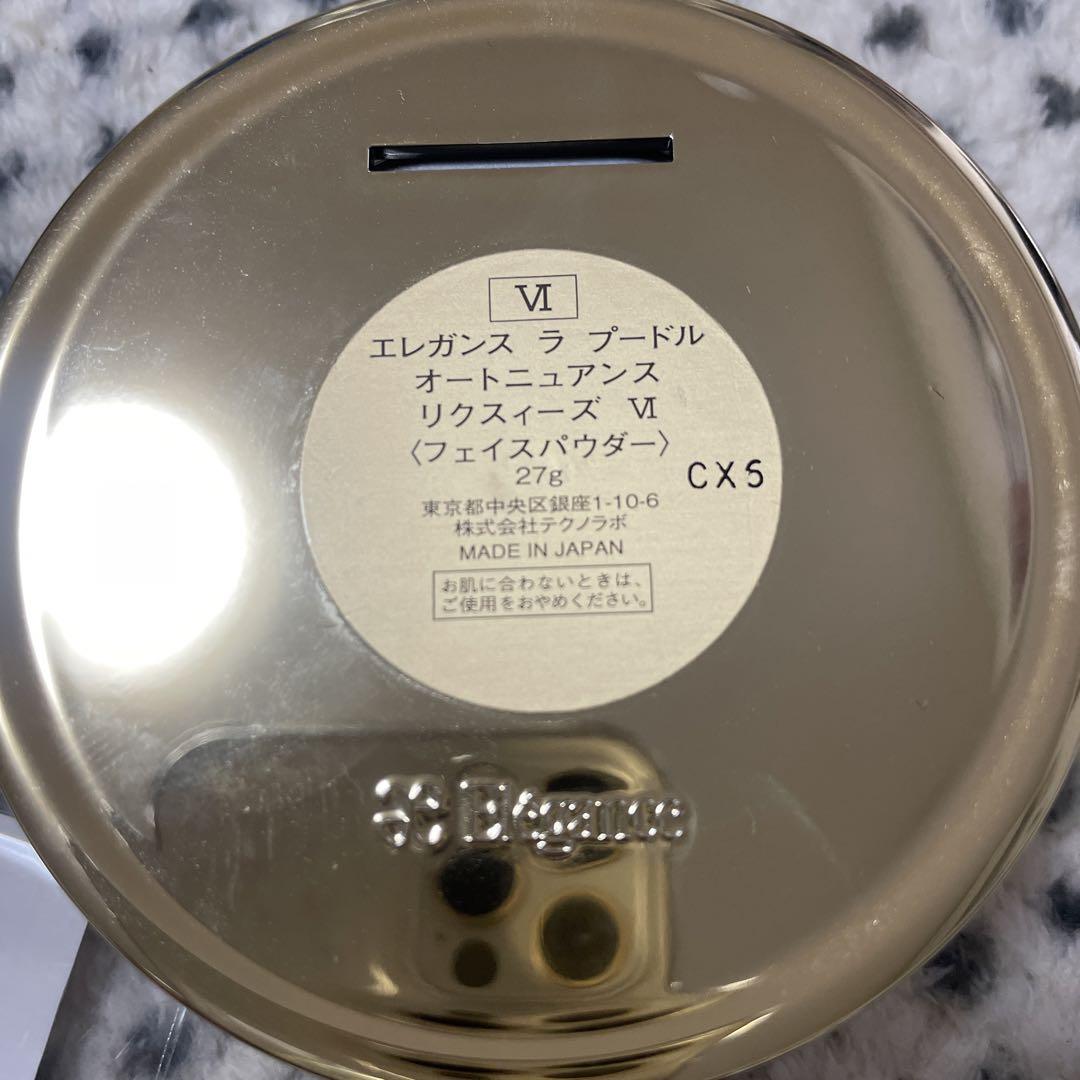 Ⅵ
エレガンス ラ プードル
オートニュアンス
リクスィーズ Ⅵ
〈フェイスパウダー〉
27g
CX5
東京都中央区銀座1-10-6
株式会社テクノラボ
MADE IN JAPAN
お肌に合わないときは、
ご使用をおやめください。
Elégance